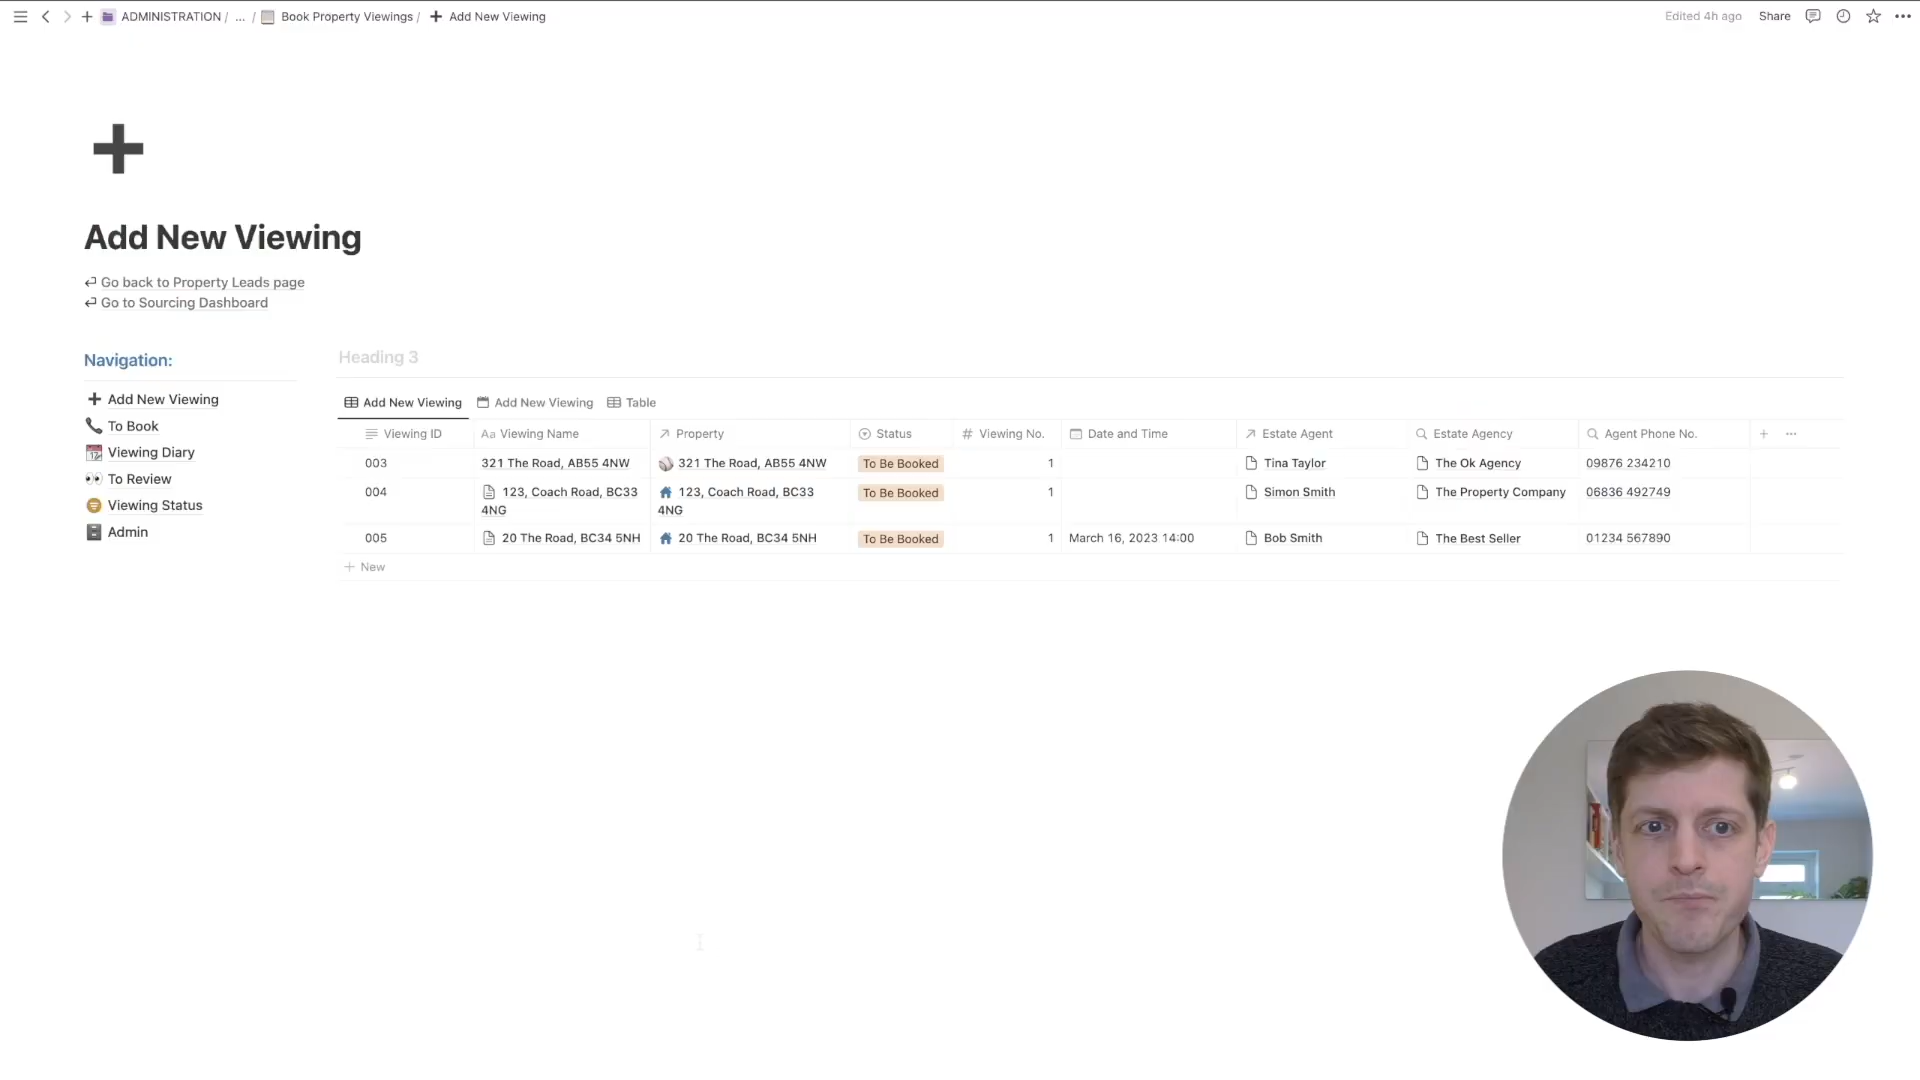 ADMINISTRATION / ... / Book Property Viewings / Add New Viewing
Edited 4h ago Share
Add New Viewing
Go back to Property Leads page
Go to Sourcing Dashboard
Navigation:
Add New Viewing
To Book
Viewing Diary
To Review
Viewing Status
Admin
Heading 3
Add New Viewing Add New Viewing Table
Viewing ID Aa Viewing Name Property Status # Viewing No. Date and Time Estate Agent Estate Agency Agent Phone No.
003 321 The Road, AB55 4NW 321 The Road, AB55 4NW To Be Booked 1 Tina Taylor The Ok Agency 09876 234210
004 123, Coach Road, BC33 4NG 123, Coach Road, BC33 4NG To Be Booked 1 Simon Smith The Property Company 06836 492749
005 20 The Road, BC34 5NH 20 The Road, BC34 5NH To Be Booked 1 March 16, 2023 14:00 Bob Smith The Best Seller 01234 567890
+ New